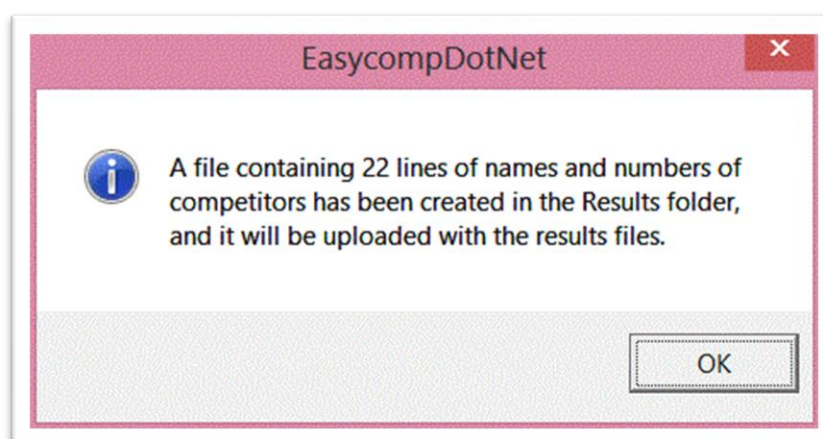 EasycompDotNet
A file containing 22 lines of names and numbers of
competitors has been created in the Results folder,
and it will be uploaded with the results files.
OK